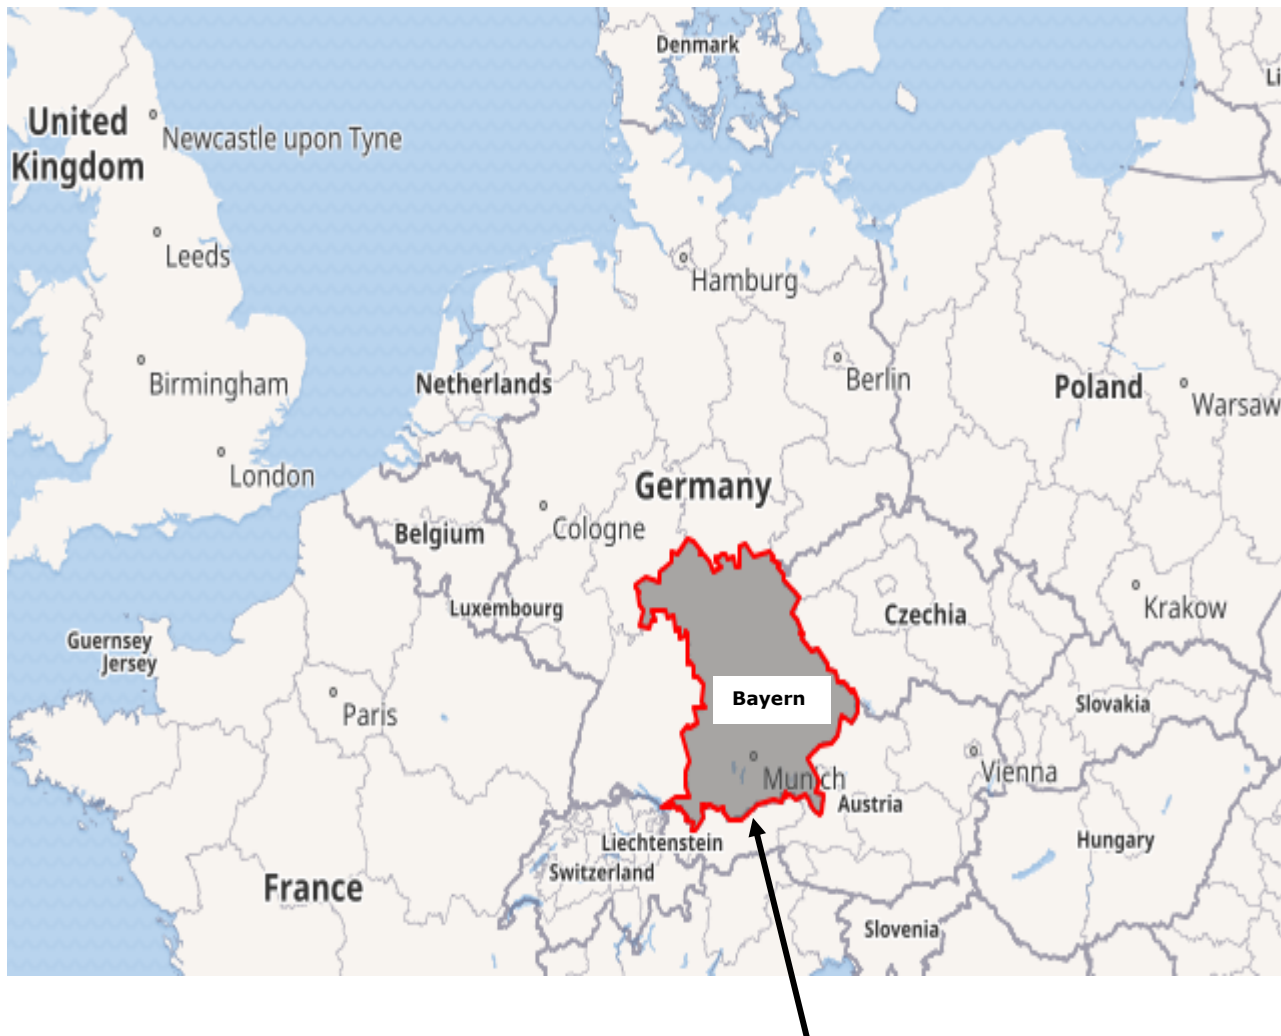 Denmark
Li
United
Kingdom
Newcastle upon Tyne
Leeds
Hamburg
Birmingham
Netherlands
Berlin
Poland
Warsaw
London
Germany
Belgium
Cologne
Luxembourg
Czechia
Krakow
Guernsey
Jersey
Paris
Bayern
Slovakia
Munich
Vienna
Austria
Liechtenstein
Switzerland
Hungary
France
Slovenia